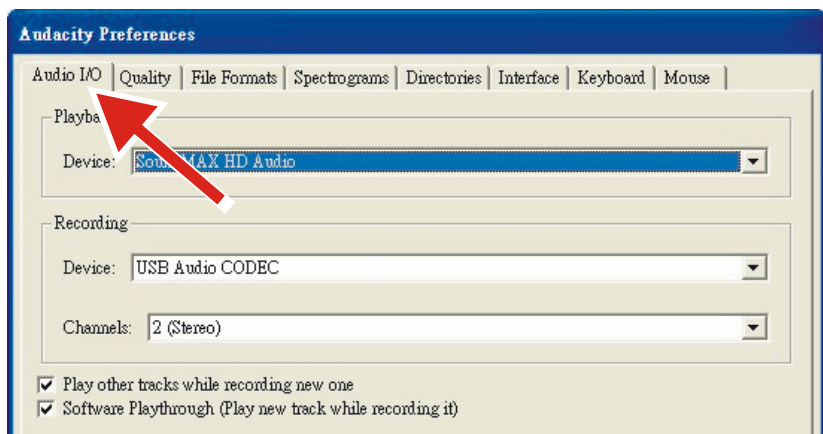 Audacity Preferences
Audio I/O Quality File Formats Spectrograms Directories Interface Keyboard Mouse
Device: HD Audio
Recording
Device: USB Audio CODEC
Channels: 2 (Stereo)
Play other tracks while recording new one
Software Playthrough (Play new track while recording it)